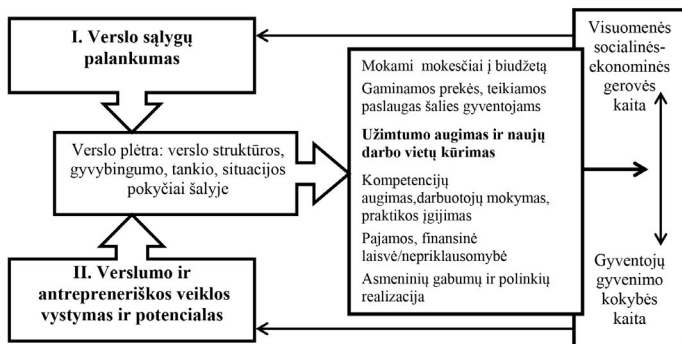 I. Verslo sąlygų
palankumas
Verslo plėtra: verslo struktūros,
gyvybingumo, tankio, situacijos
pokyčiai šalyje
II. Verslumo ir
antrepreneriškos veiklos
vystymas ir potencialas
Mokami mokesčiai į biudžetą
Gaminamos prekės, teikiamos
paslaugas šalies gyventojams
Užimtumo augimas ir naujų
darbo vietų kūrimas
Kompetencijų
augimas,darbuotojų mokymas,
praktikos įgijimas
Pajamos, finansinė
laisvė/nepriklausomybė
Asmeninių gabumų ir polinkių
realizacija
Visuomenės
socialinės-
ekonominės
gerovės
kaita
Gyventojų
gyvenimo
kokybės
kaita